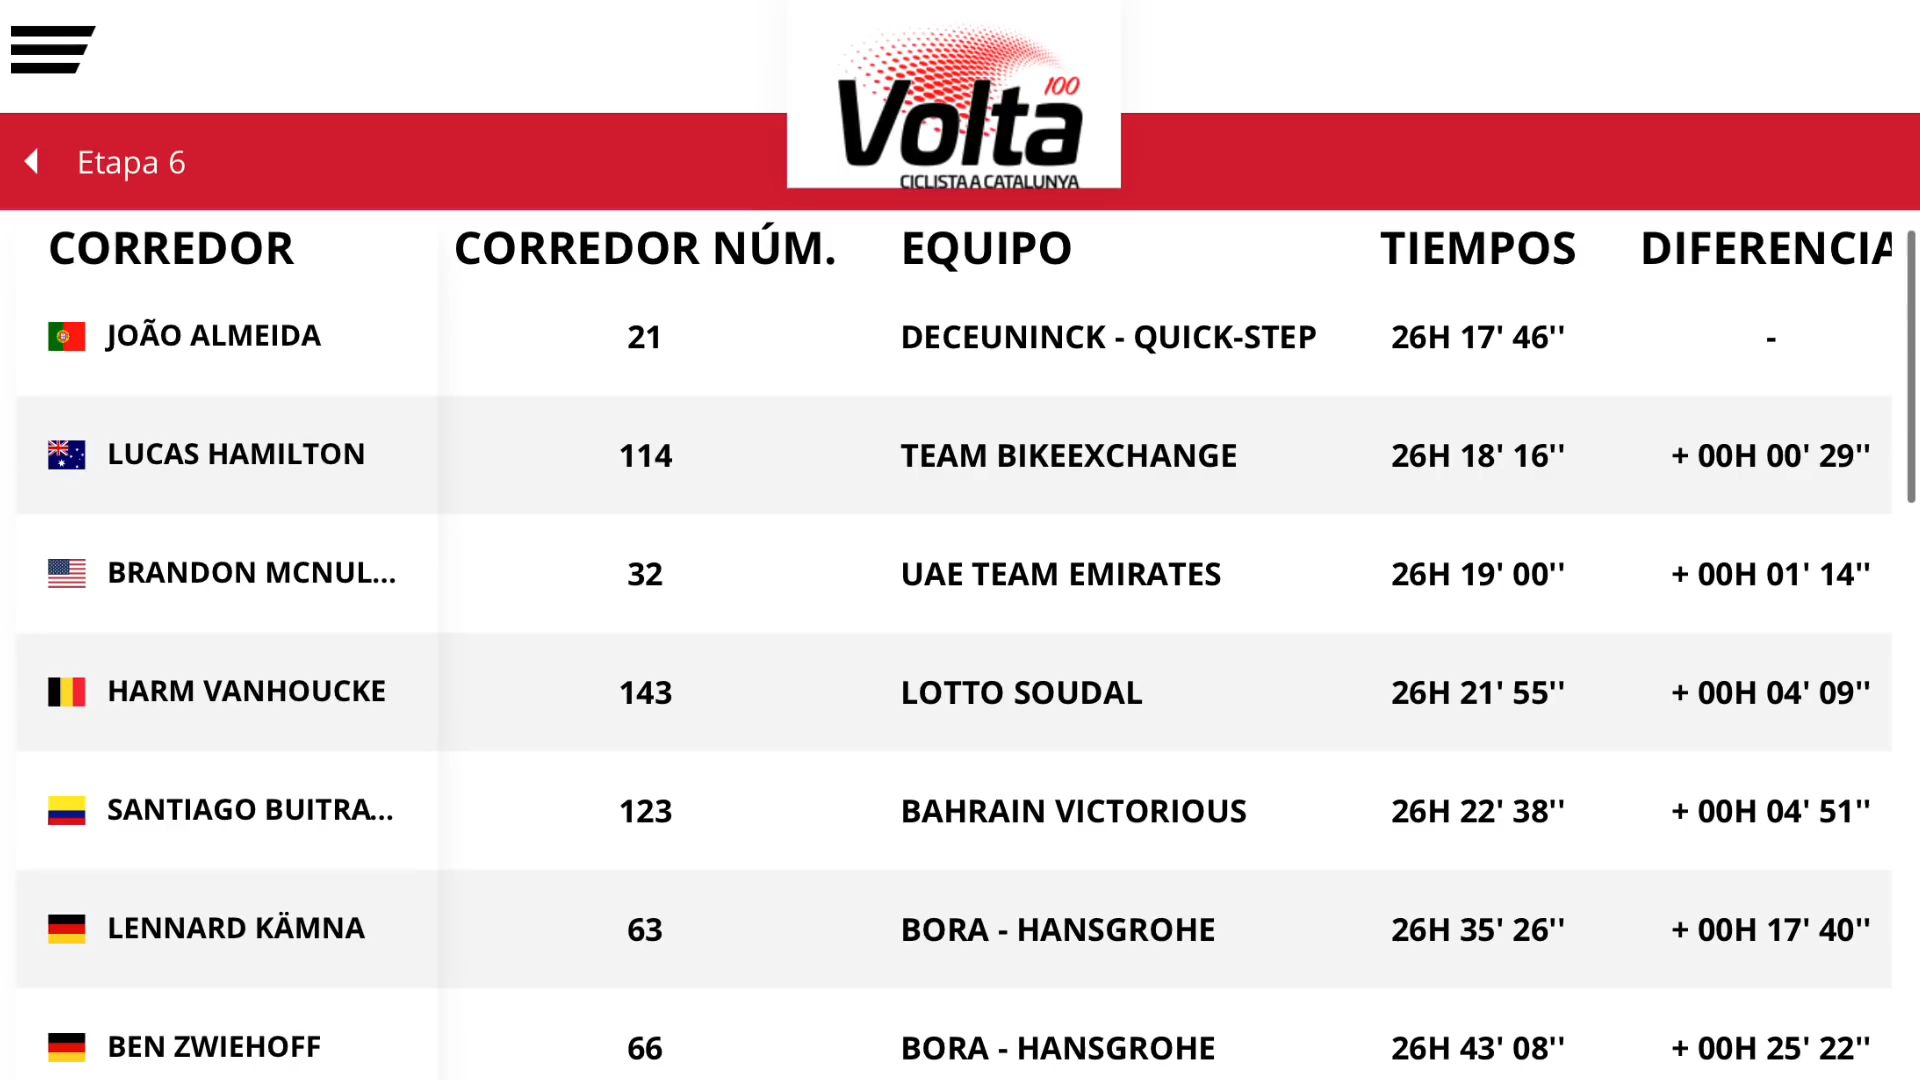 100
Volta
CICLISTA A CATALUNYA
Etapa 6
CORREDOR CORREDOR NÚM. EQUIPO TIEMPOS DIFERENCIA
JOÃO ALMEIDA 21 DECEUNINCK - QUICK-STEP 26H 17' 46'' -
LUCAS HAMILTON 114 TEAM BIKEEXCHANGE 26H 18' 16'' + 00H 00' 29''
BRANDON MCNUL... 32 UAE TEAM EMIRATES 26H 19' 00'' + 00H 01' 14''
HARM VANHOUCKE 143 LOTTO SOUDAL 26H 21' 55'' + 00H 04' 09''
SANTIAGO BUITRA... 123 BAHRAIN VICTORIOUS 26H 22' 38'' + 00H 04' 51''
LENNARD KÄMNA 63 BORA - HANSGROHE 26H 35' 26'' + 00H 17' 40''
BEN ZWIEHOFF 66 BORA - HANSGROHE 26H 43' 08'' + 00H 25' 22''